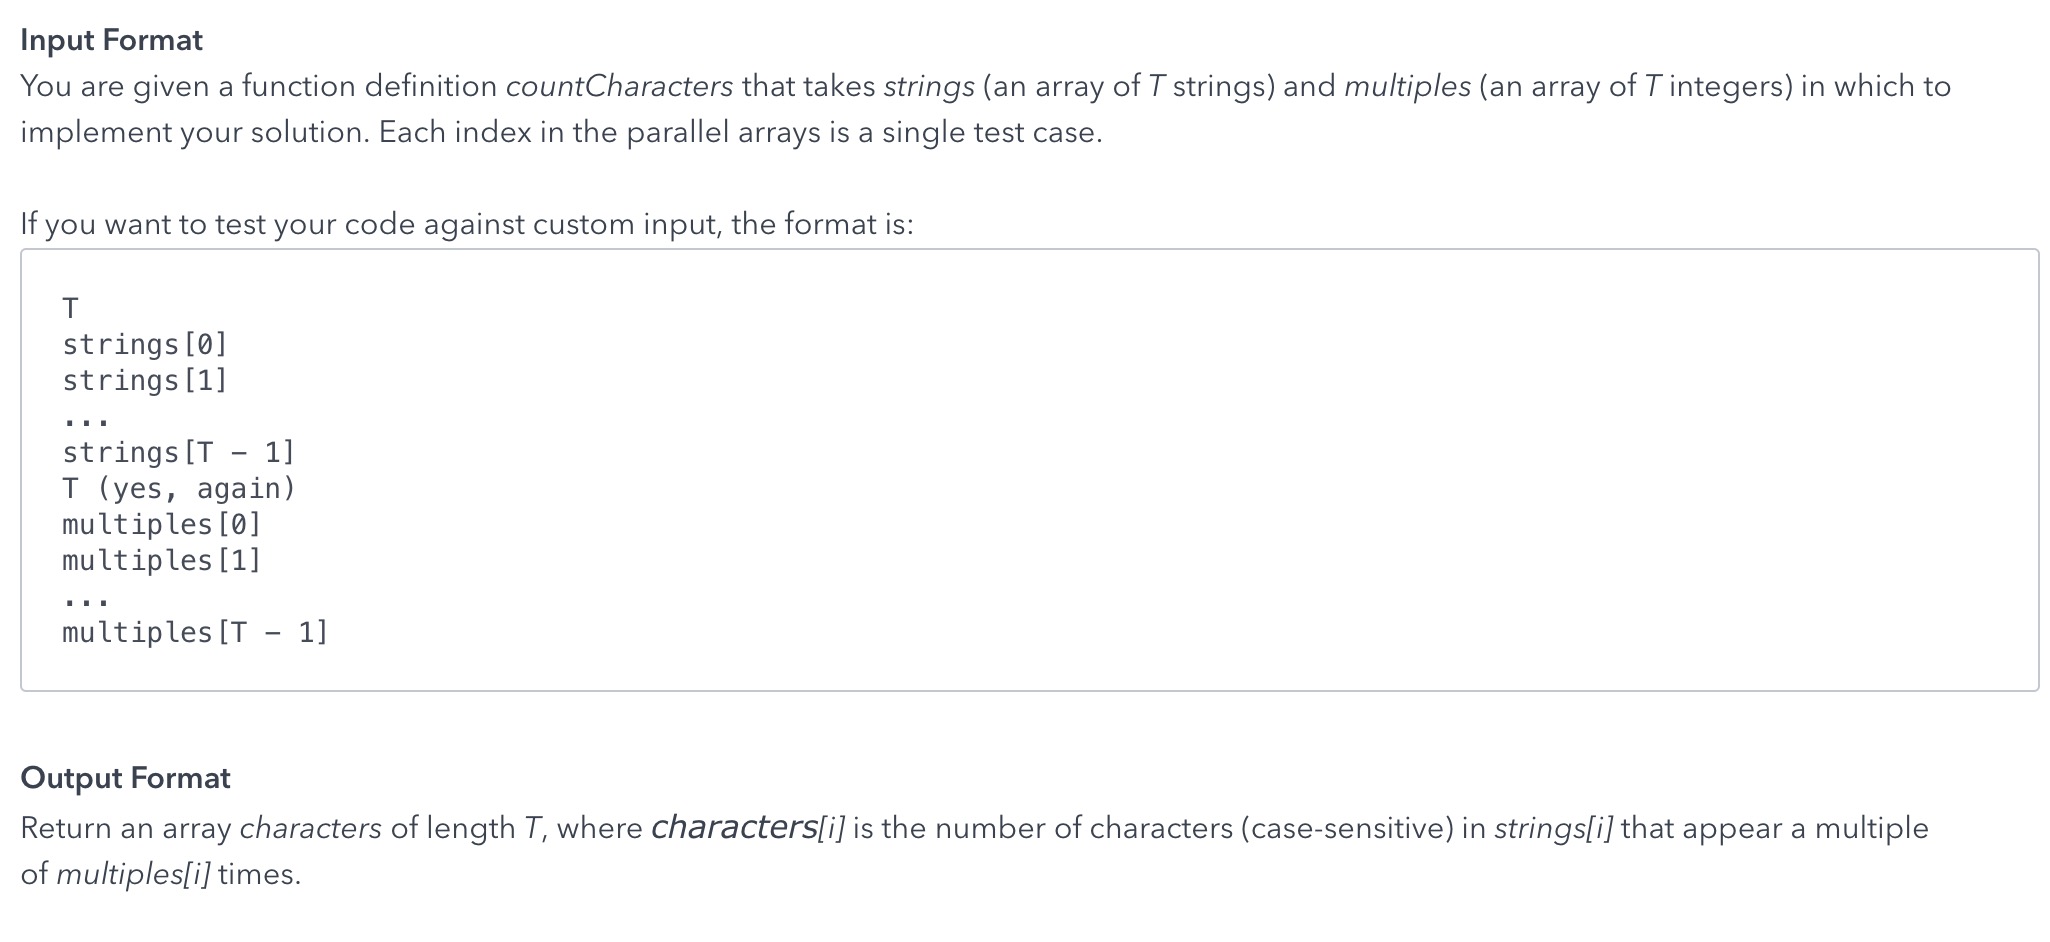 Input Format
You are given a function definition countCharacters that takes strings (an array of T strings) and multiples (an array of T integers) in which to
implement your solution. Each index in the parallel arrays is a single test case.
If you want to test your code against custom input, the format is:
T
strings[0]
strings[1]
...
strings[T - 1]
T (yes, again)
multiples[0]
multiples[1]
...
multiples[T - 1]
Output Format
Return an array characters of length T, where characters[i] is the number of characters (case-sensitive) in strings[i] that appear a multiple
of multiples[i] times.